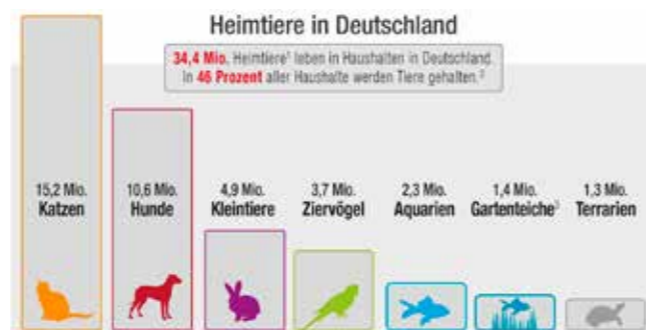 Heimtiere in Deutschland
34,4 Mio. Heimtiere¹ leben in Haushalten in Deutschland.
In 46 Prozent aller Haushalte werden Tiere gehalten.²
15,2 Mio.
Katzen
10,6 Mio.
Hunde
4,9 Mio.
Kleintiere
3,7 Mio.
Ziervögel
2,3 Mio.
Aquarien
1,4 Mio.
Gartenteiche³
1,3 Mio.
Terrarien